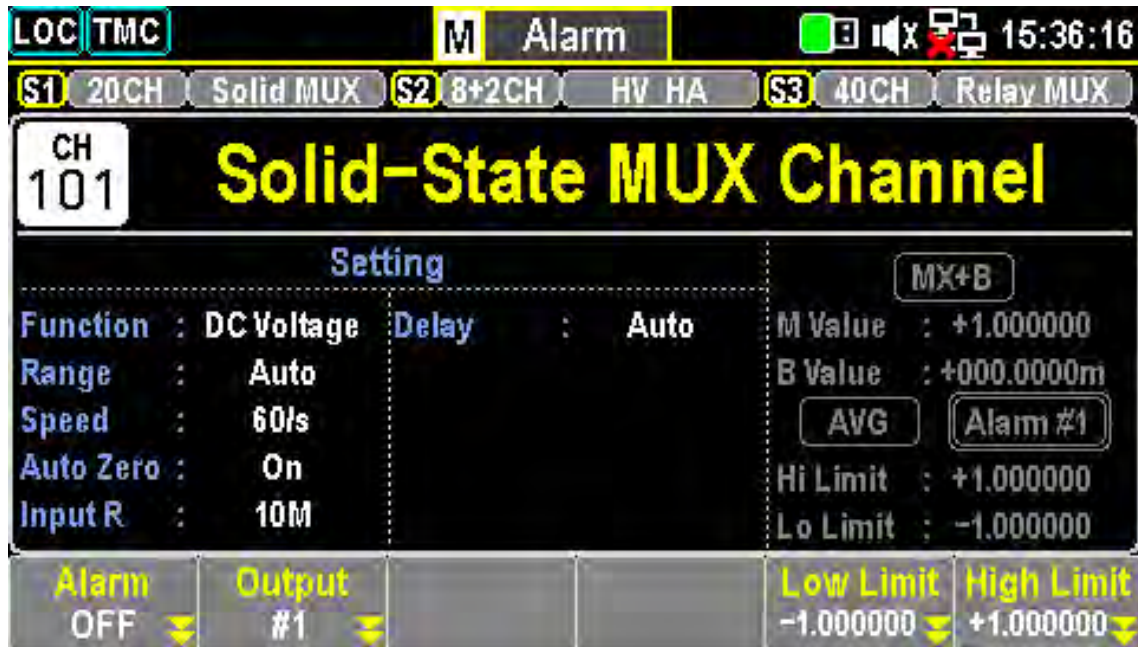 LOC TMC M Alarm 15:36:16
S1 20CH Solid MUX S2 8+2CH HV HA S3 40CH Relay MUX
CH
101
Solid-State MUX Channel
Setting
MX+B
Function : DC Voltage Delay : Auto M Value : +1.000000
Range : Auto B Value : +000.0000m
Speed : 60/s AVG Alarm #1
Auto Zero : On Hi Limit : +1.000000
Input R : 10M Lo Limit : -1.000000
Alarm Output Low Limit High Limit
OFF #1 -1.000000 +1.000000